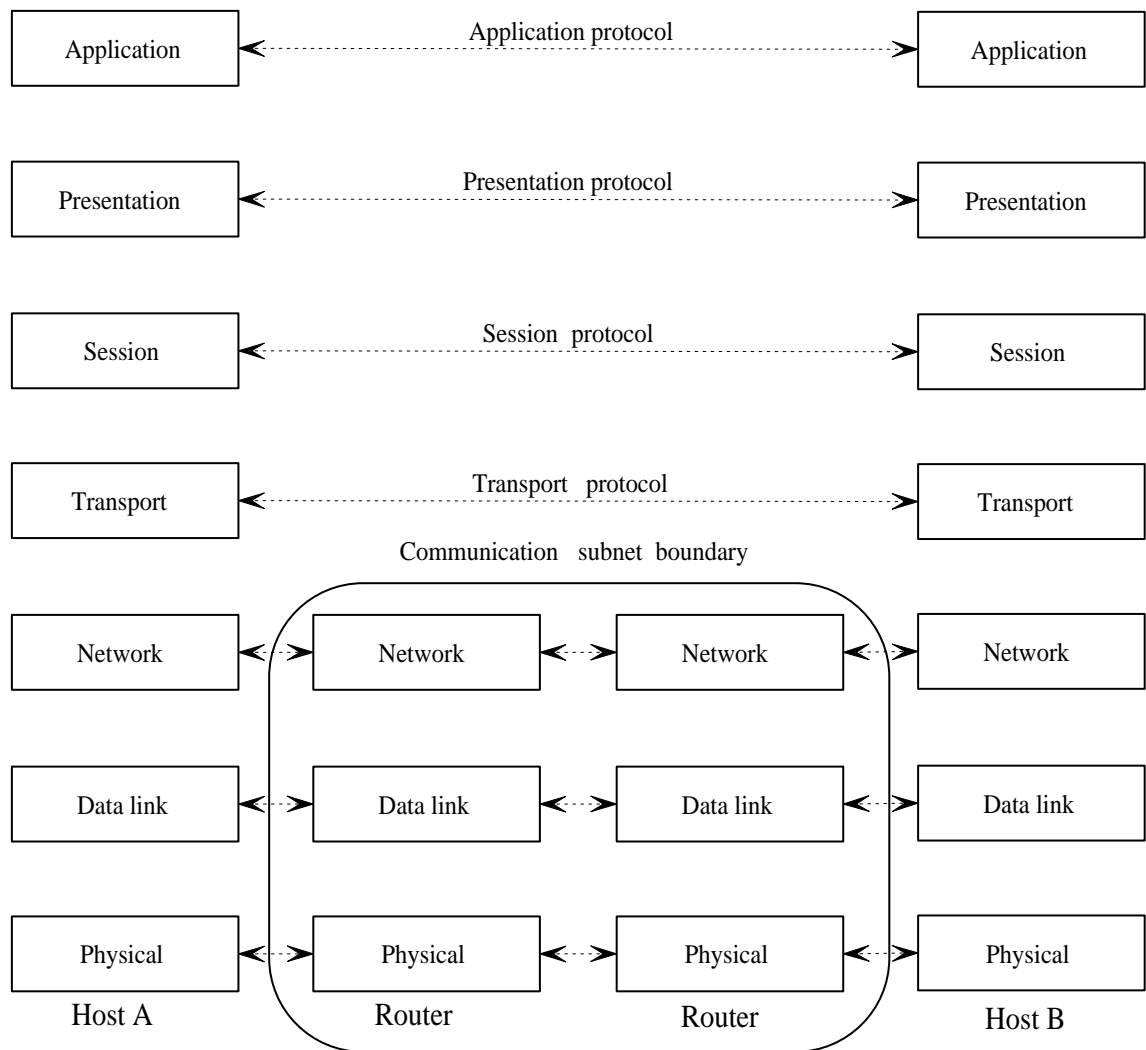 Application Application protocol Application
Presentation Presentation protocol Presentation
Session Session protocol Session
Transport Transport protocol Transport
Communication subnet boundary
Network Network Network Network
Data link Data link Data link Data link
Physical Physical Physical Physical
Host A Router Router Host B